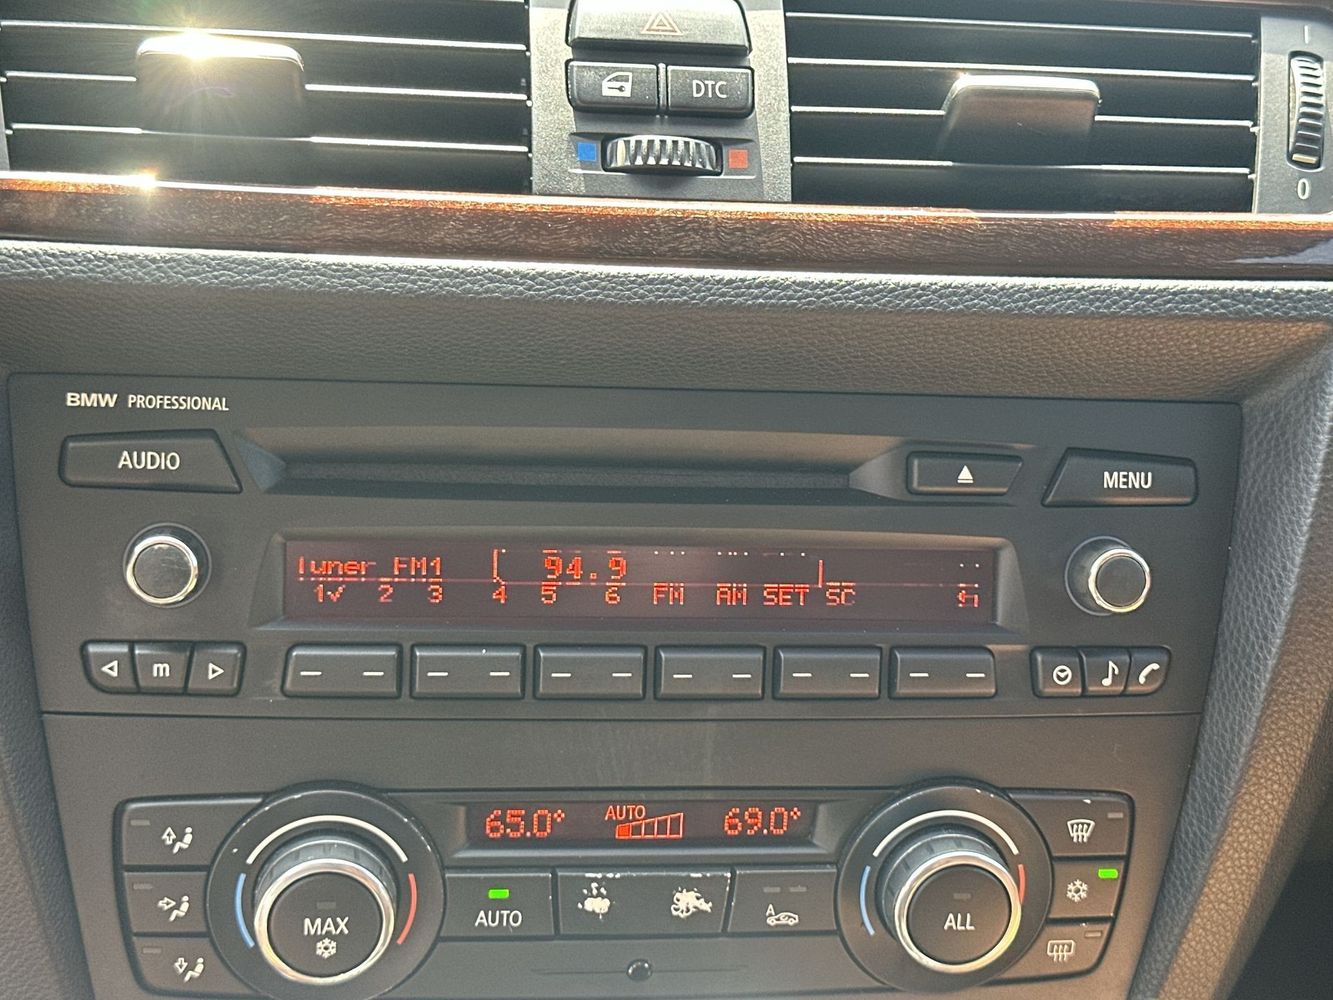 DTC
0
BMW PROFESSIONAL
AUDIO
MENU
Tuner FM1 94.9
1✓ 2 3 4 5 6 FM AM SET SC
m
65.0° AUTO 69.0°
MAX
AUTO
A
ALL